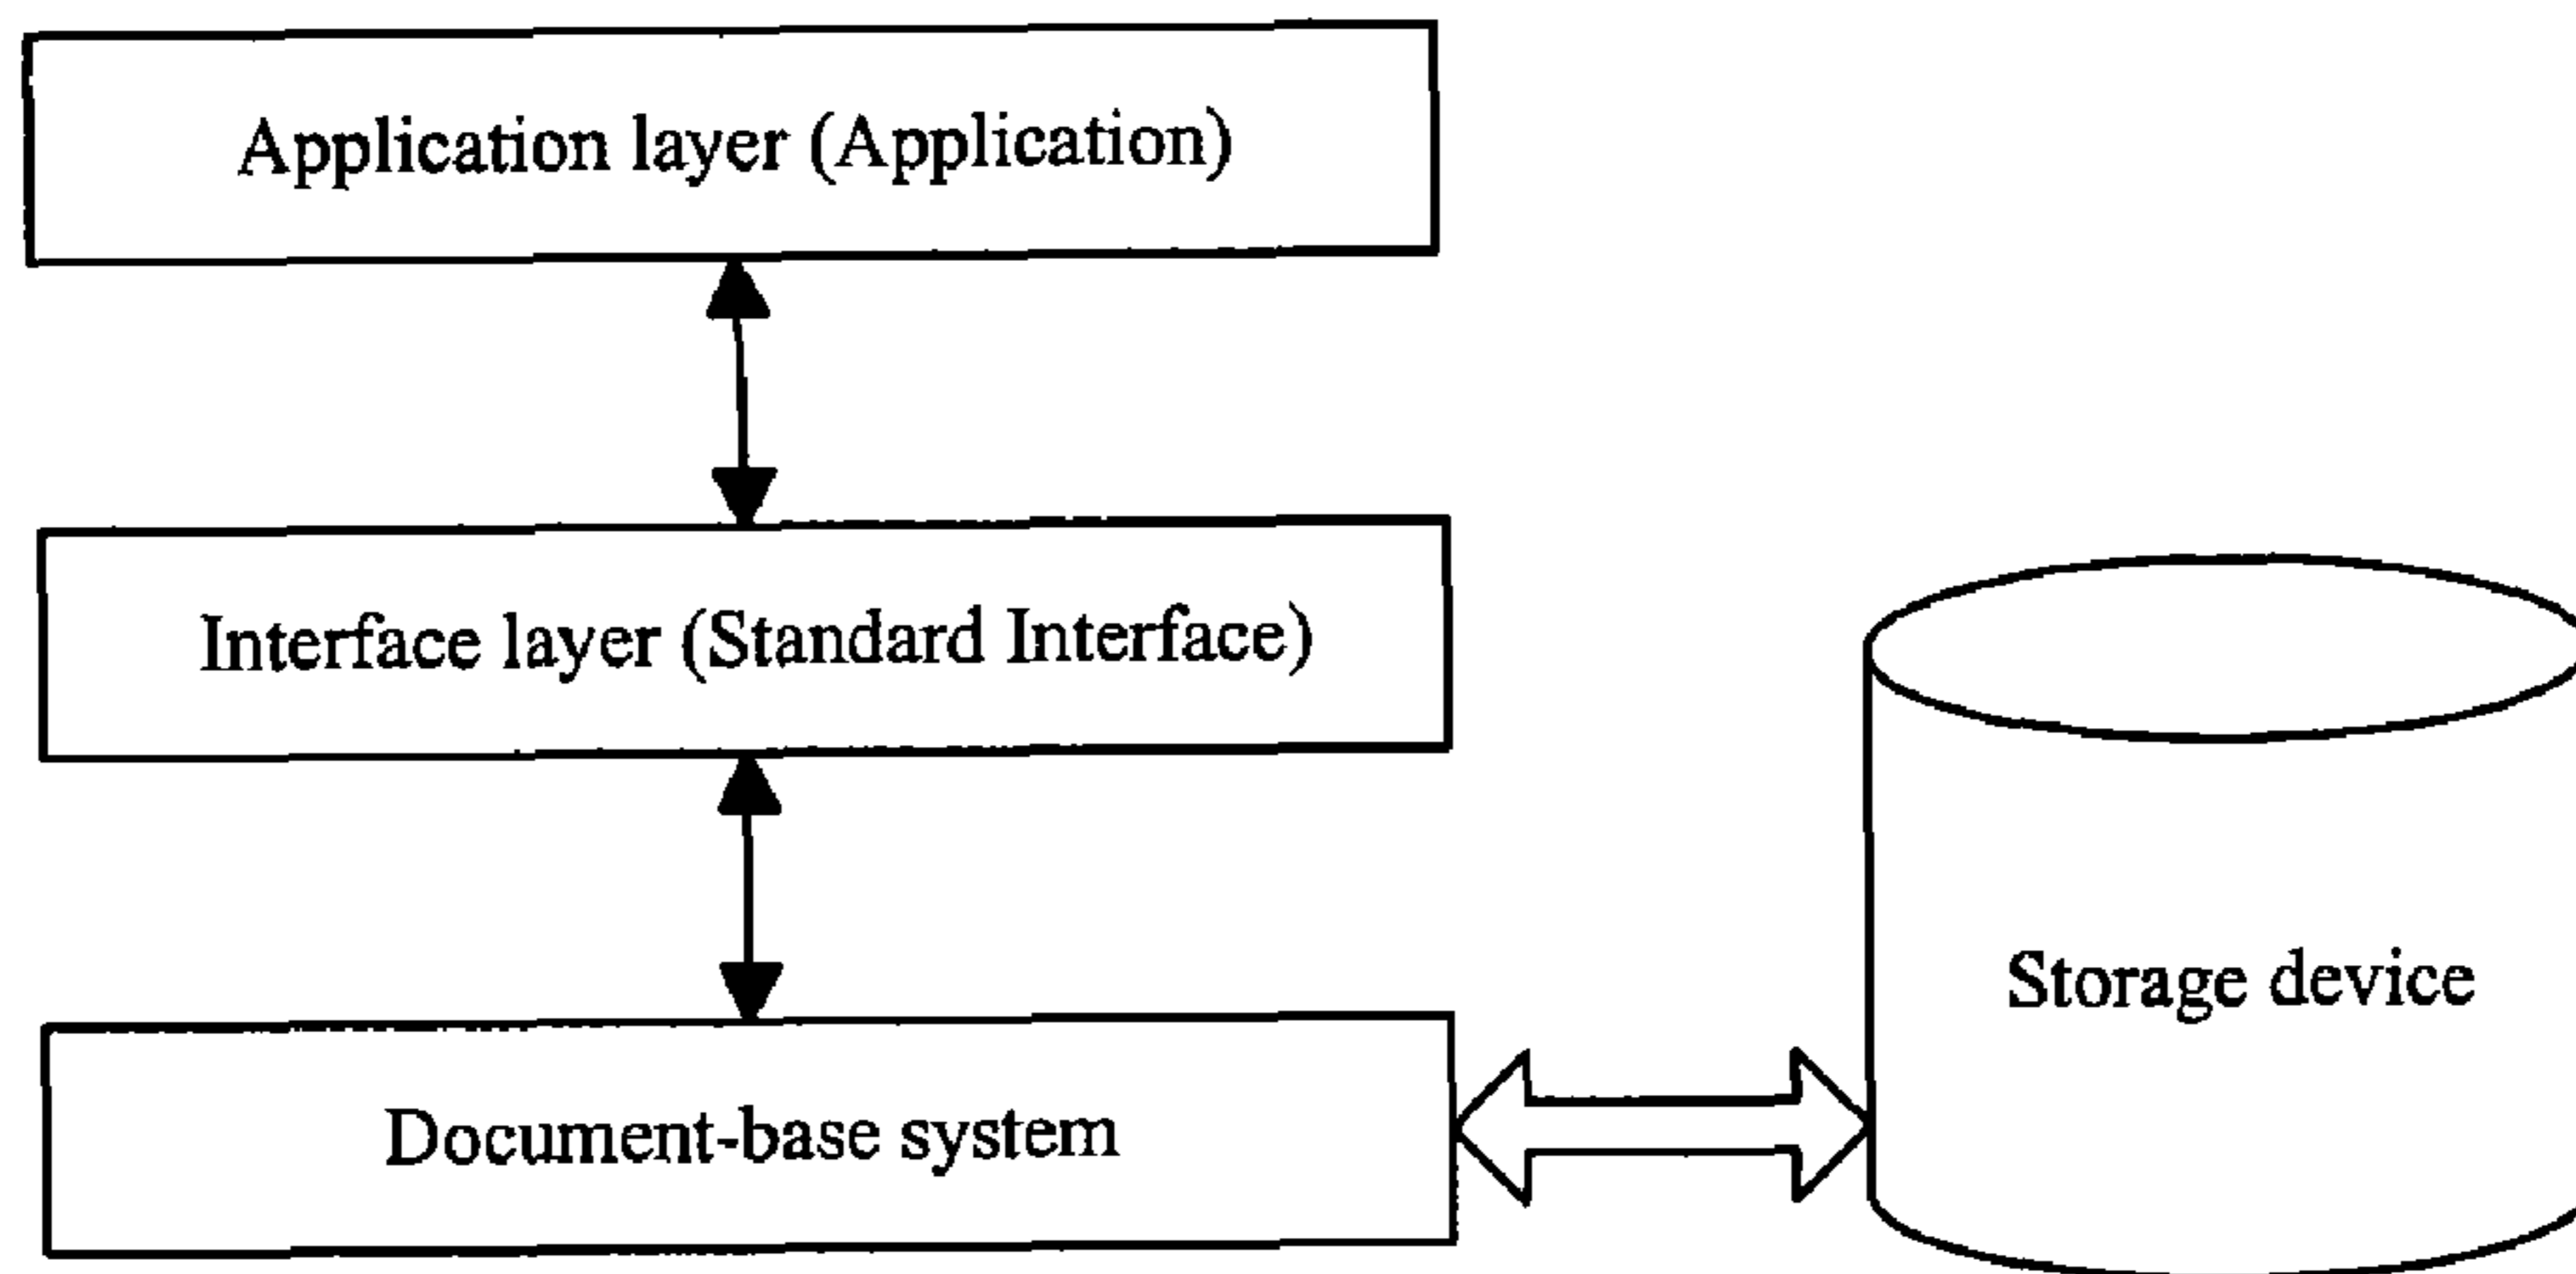 Application layer (Application)
Interface layer (Standard Interface)
Storage device
Document-base system